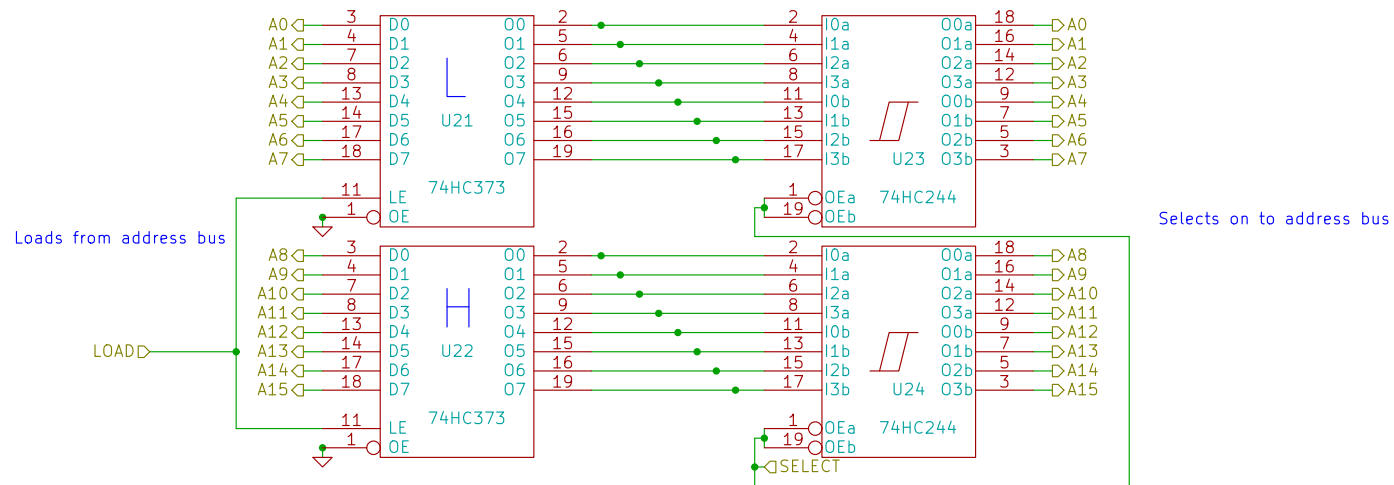 A0 3 D0 O0 2 2 I0a O0a 18 A0
A1 4 D1 O1 5 4 I1a O1a 16 A1
A2 7 D2 O2 6 6 I2a O2a 14 A2
A3 8 D3 O3 9 8 I3a O3a 12 A3
A4 13 D4 L O4 12 11 I0b O0b 9 A4
A5 14 D5 U21 O5 15 13 I1b O1b 7 A5
A6 17 D6 O6 16 15 I2b O2b 5 A6
A7 18 D7 O7 19 17 I3b U23 O3b 3 A7
11 LE 74HC373 1 OEa 74HC244
1 OE 19 OEb
Selects on to address bus
Loads from address bus
A8 3 D0 O0 2 2 I0a O0a 18 A8
A9 4 D1 O1 5 4 I1a O1a 16 A9
A10 7 D2 O2 6 6 I2a O2a 14 A10
A11 8 D3 H O3 9 8 I3a O3a 12 A11
A12 13 D4 O4 12 11 I0b O0b 9 A12
LOAD A13 14 D5 U22 O5 15 13 I1b O1b 7 A13
A14 17 D6 O6 16 15 I2b O2b 5 A14
A15 18 D7 O7 19 17 I3b U24 O3b 3 A15
11 LE 74HC373 1 OEa 74HC244
1 OE 19 OEb
SELECT